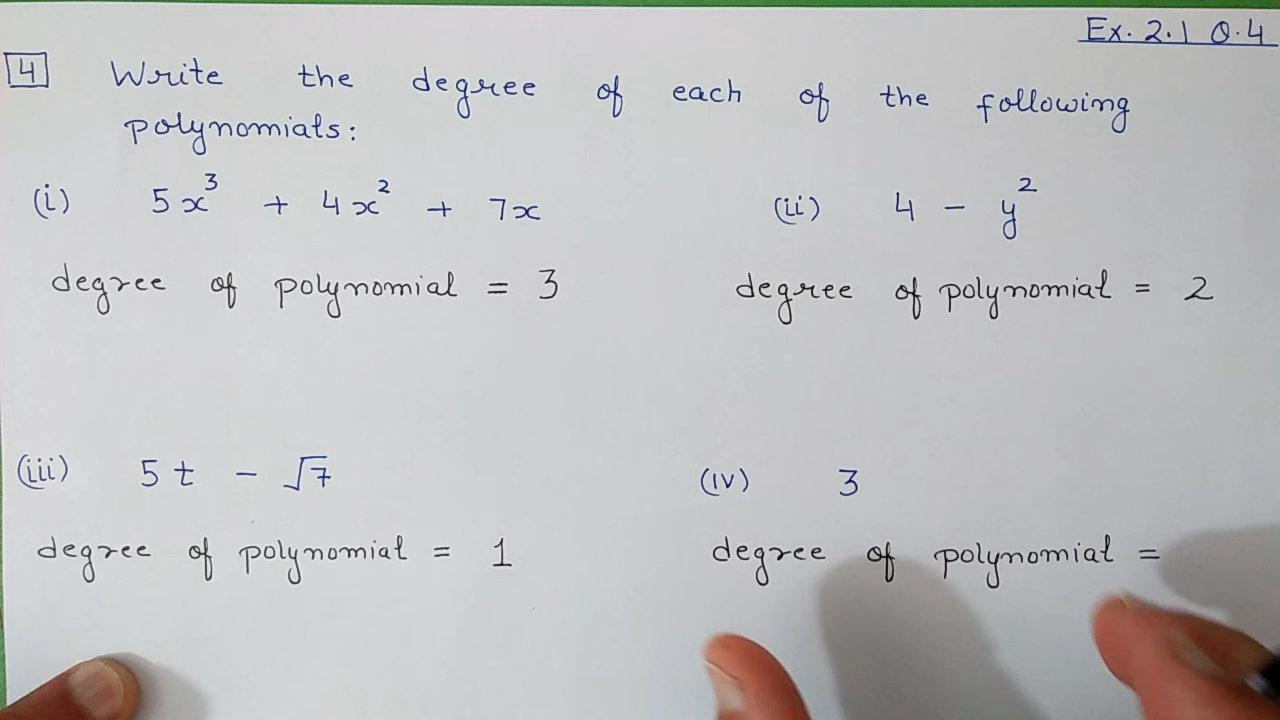 Ex. 2.1 Q.4
4 Write the degree of each of the following
polynomials:
(i) 5x³ + 4x² + 7x (ii) 4 - y²
degree of polynomial = 3 degree of polynomial = 2
(iii) 5t - √7 (iv) 3
degree of polynomial = 1 degree of polynomial =